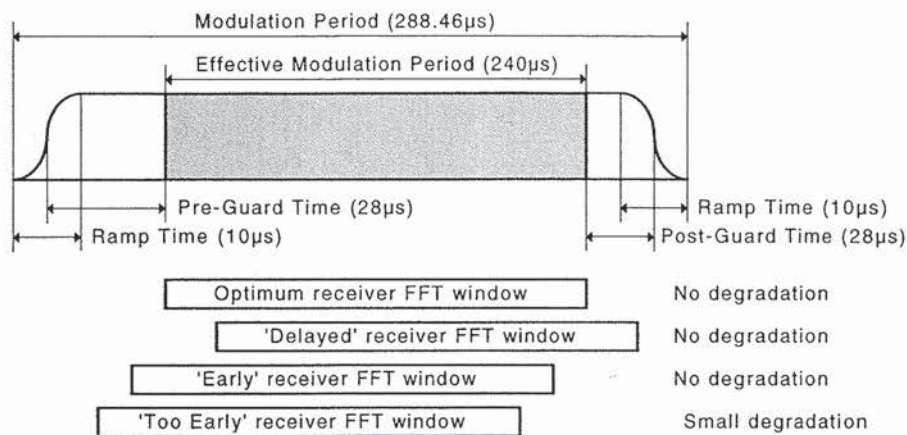 Modulation Period (288.46µs)
Effective Modulation Period (240µs)
Pre-Guard Time (28µs)
Ramp Time (10µs)
Ramp Time (10µs)
Post-Guard Time (28µs)
Optimum receiver FFT window No degradation
'Delayed' receiver FFT window No degradation
'Early' receiver FFT window No degradation
'Too Early' receiver FFT window Small degradation